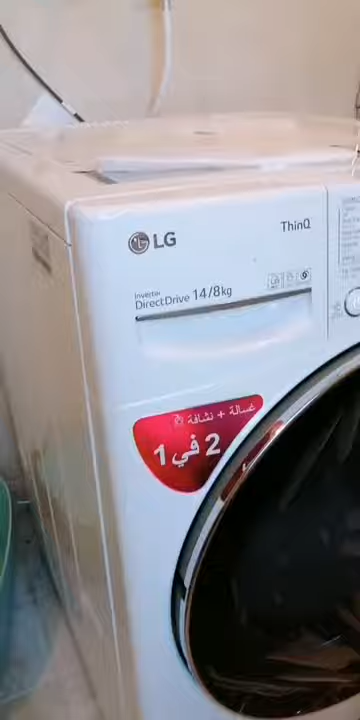 LG
ThinQ
Inverter
DirectDrive 14/8kg
غسالة + نشافة
2 في 1